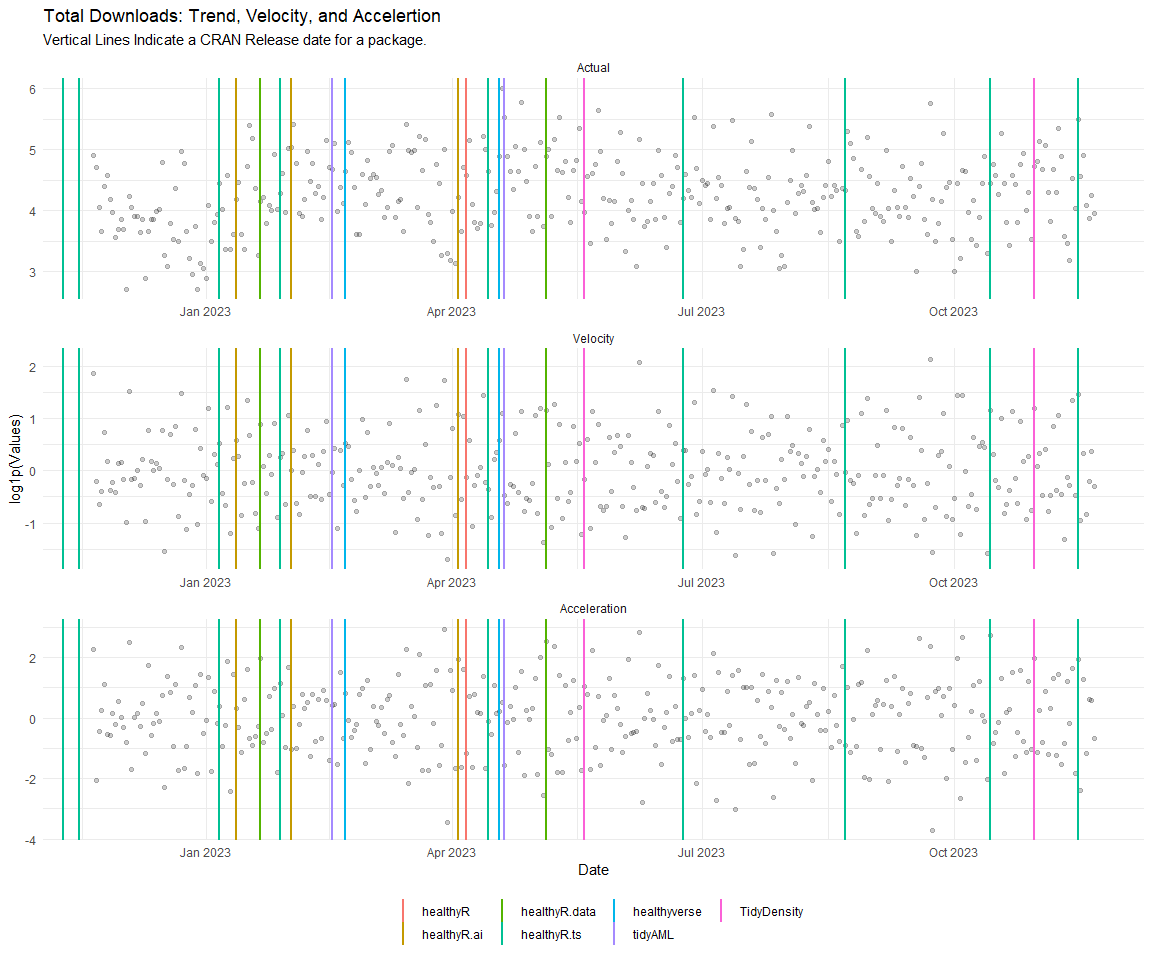 Total Downloads: Trend, Velocity, and Accelertion
Vertical Lines Indicate a CRAN Release date for a package.
Actual
6
5
4
3
Jan 2023 Apr 2023 Jul 2023 Oct 2023
Velocity
2
1
0
-1
Jan 2023 Apr 2023 Jul 2023 Oct 2023
log1p(Values)
Acceleration
2
0
-2
-4
Jan 2023 Apr 2023 Jul 2023 Oct 2023
Date
healthyR healthyR.data healthyverse TidyDensity
healthyR.ai healthyR.ts tidyAML